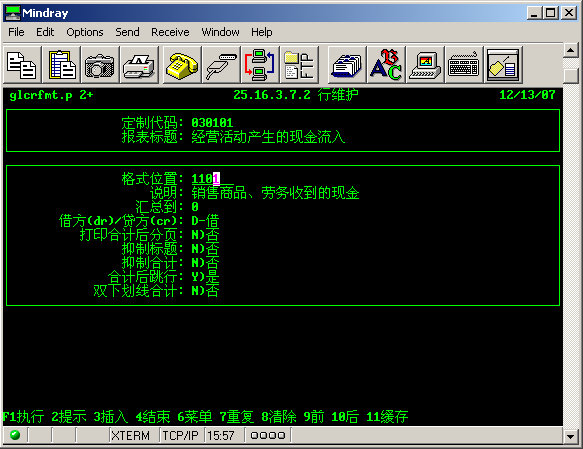 Mindray
File Edit Options Send Receive Window Help
glcrfmt.p 2+ 25.16.3.7.2 行维护 12/13/07
定制代码: 030101
报表标题: 经营活动产生的现金流入
格式位置: 1101
说明: 销售商品、劳务收到的现金
汇总到: 0
借方(dr)/贷方(cr): D-借
打印合计后分页: N)否
抑制标题: N)否
抑制合计: N)否
合计后跳行: Y)是
双下划线合计: N)否
F1执行 2提示 3插入 4结束 6菜单 7重复 8清除 9前 10后 11缓存
XTERM TCP/IP 15:57